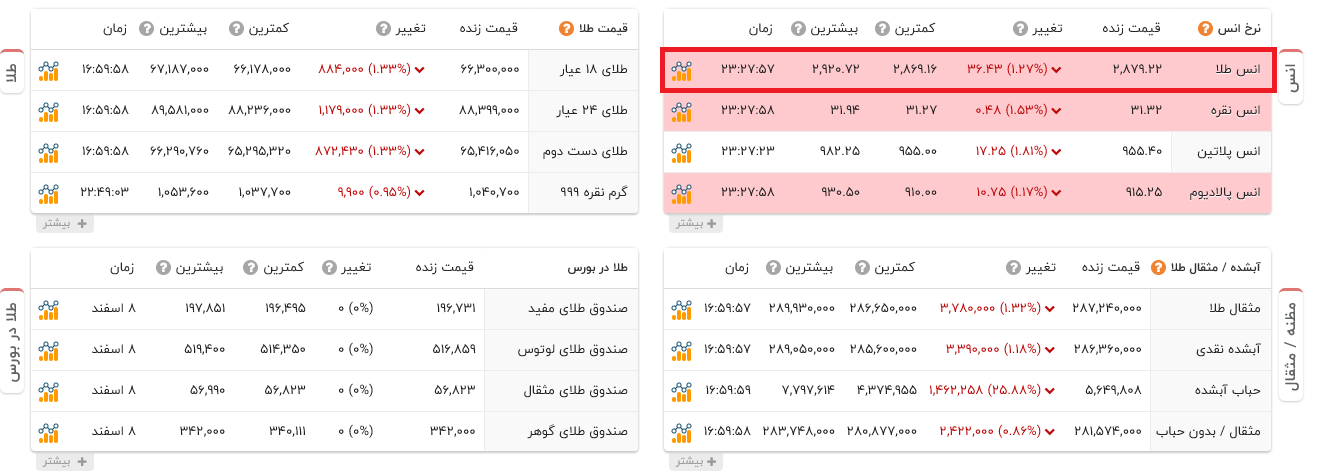 انس
نرخ انس ? قیمت زنده تغییر ? کمترین ? بیشترین ? زمان
انس طلا ۲,۸۷۹.۲۲ (۱.۲۷%) ۳۶.۴۳ ۲,۸۶۹.۱۶ ۲,۹۲۰.۷۲ ۲۳:۲۷:۵۷
انس نقره ۳۱.۳۲ (۱.۵۳%) ۰.۴۸ ۳۱.۲۷ ۳۱.۹۴ ۲۳:۲۷:۵۸
انس پلاتین ۹۵۵.۴۰ (۱.۸۱%) ۱۷.۲۵ ۹۵۵.۰۰ ۹۸۲.۲۵ ۲۳:۲۷:۲۳
انس پالادیوم ۹۱۵.۲۵ (۱.۱۷%) ۱۰.۷۵ ۹۱۰.۰۰ ۹۳۰.۵۰ ۲۳:۲۷:۵۸
+ بیشتر
طلا
قیمت طلا ? قیمت زنده تغییر ? کمترین ? بیشترین ? زمان
طلای ۱۸ عیار ۶۶,۳۰۰,۰۰۰ (۱.۳۳%) ۸۸۴,۰۰۰ ۶۶,۱۷۸,۰۰۰ ۶۷,۱۸۷,۰۰۰ ۱۶:۵۹:۵۸
طلای ۲۴ عیار ۸۸,۳۹۹,۰۰۰ (۱.۳۳%) ۱,۱۷۹,۰۰۰ ۸۸,۲۳۶,۰۰۰ ۸۹,۵۸۱,۰۰۰ ۱۶:۵۹:۵۸
طلای دست دوم ۶۵,۴۱۶,۰۵۰ (۱.۳۳%) ۸۷۲,۴۳۰ ۶۵,۲۹۵,۳۲۰ ۶۶,۲۹۰,۷۶۰ ۱۶:۵۹:۵۸
گرم نقره ۹۹۹ ۱,۰۴۰,۷۰۰ (۰.۹۵%) ۹,۹۰۰ ۱,۰۳۷,۷۰۰ ۱,۰۵۳,۶۰۰ ۲۲:۴۹:۰۳
+ بیشتر
مظنه / مثقال
آبشده / مثقال طلا ? قیمت زنده تغییر ? کمترین ? بیشترین ? زمان
مثقال طلا ۲۸۷,۲۴۰,۰۰۰ (۱.۳۲%) ۳,۷۸۰,۰۰۰ ۲۸۶,۶۵۰,۰۰۰ ۲۸۹,۹۳۰,۰۰۰ ۱۶:۵۹:۵۷
آبشده نقدی ۲۸۶,۳۶۰,۰۰۰ (۱.۱۸%) ۳,۳۹۰,۰۰۰ ۲۸۵,۶۰۰,۰۰۰ ۲۸۹,۰۵۰,۰۰۰ ۱۶:۵۹:۵۷
حباب آبشده ۵,۶۴۹,۸۰۸ (۲۵.۸۸%) ۱,۴۶۲,۲۵۸ ۴,۳۷۴,۹۵۵ ۷,۷۹۷,۶۱۴ ۱۶:۵۹:۵۹
مثقال / بدون حباب ۲۸۱,۵۷۴,۰۰۰ (۰.۸۶%) ۲,۴۲۲,۰۰۰ ۲۸۰,۸۷۷,۰۰۰ ۲۸۳,۷۴۸,۰۰۰ ۱۶:۵۹:۵۸
+ بیشتر
طلا در بورس
طلا در بورس قیمت زنده تغییر ? کمترین ? بیشترین ? زمان
صندوق طلای مفید ۱۹۶,۷۳۱ (۰%) ۰ ۱۹۶,۴۹۵ ۱۹۷,۸۵۱ ۸ اسفند
صندوق طلای لوتوس ۵۱۶,۸۵۹ (۰%) ۰ ۵۱۴,۳۵۰ ۵۱۹,۴۰۰ ۸ اسفند
صندوق طلای مثقال ۵۶,۸۲۳ (۰%) ۰ ۵۶,۸۲۳ ۵۶,۹۹۰ ۸ اسفند
صندوق طلای گوهر ۳۴۲,۰۰۰ (۰%) ۰ ۳۴۰,۱۱۱ ۳۴۲,۰۰۰ ۸ اسفند
+ بیشتر